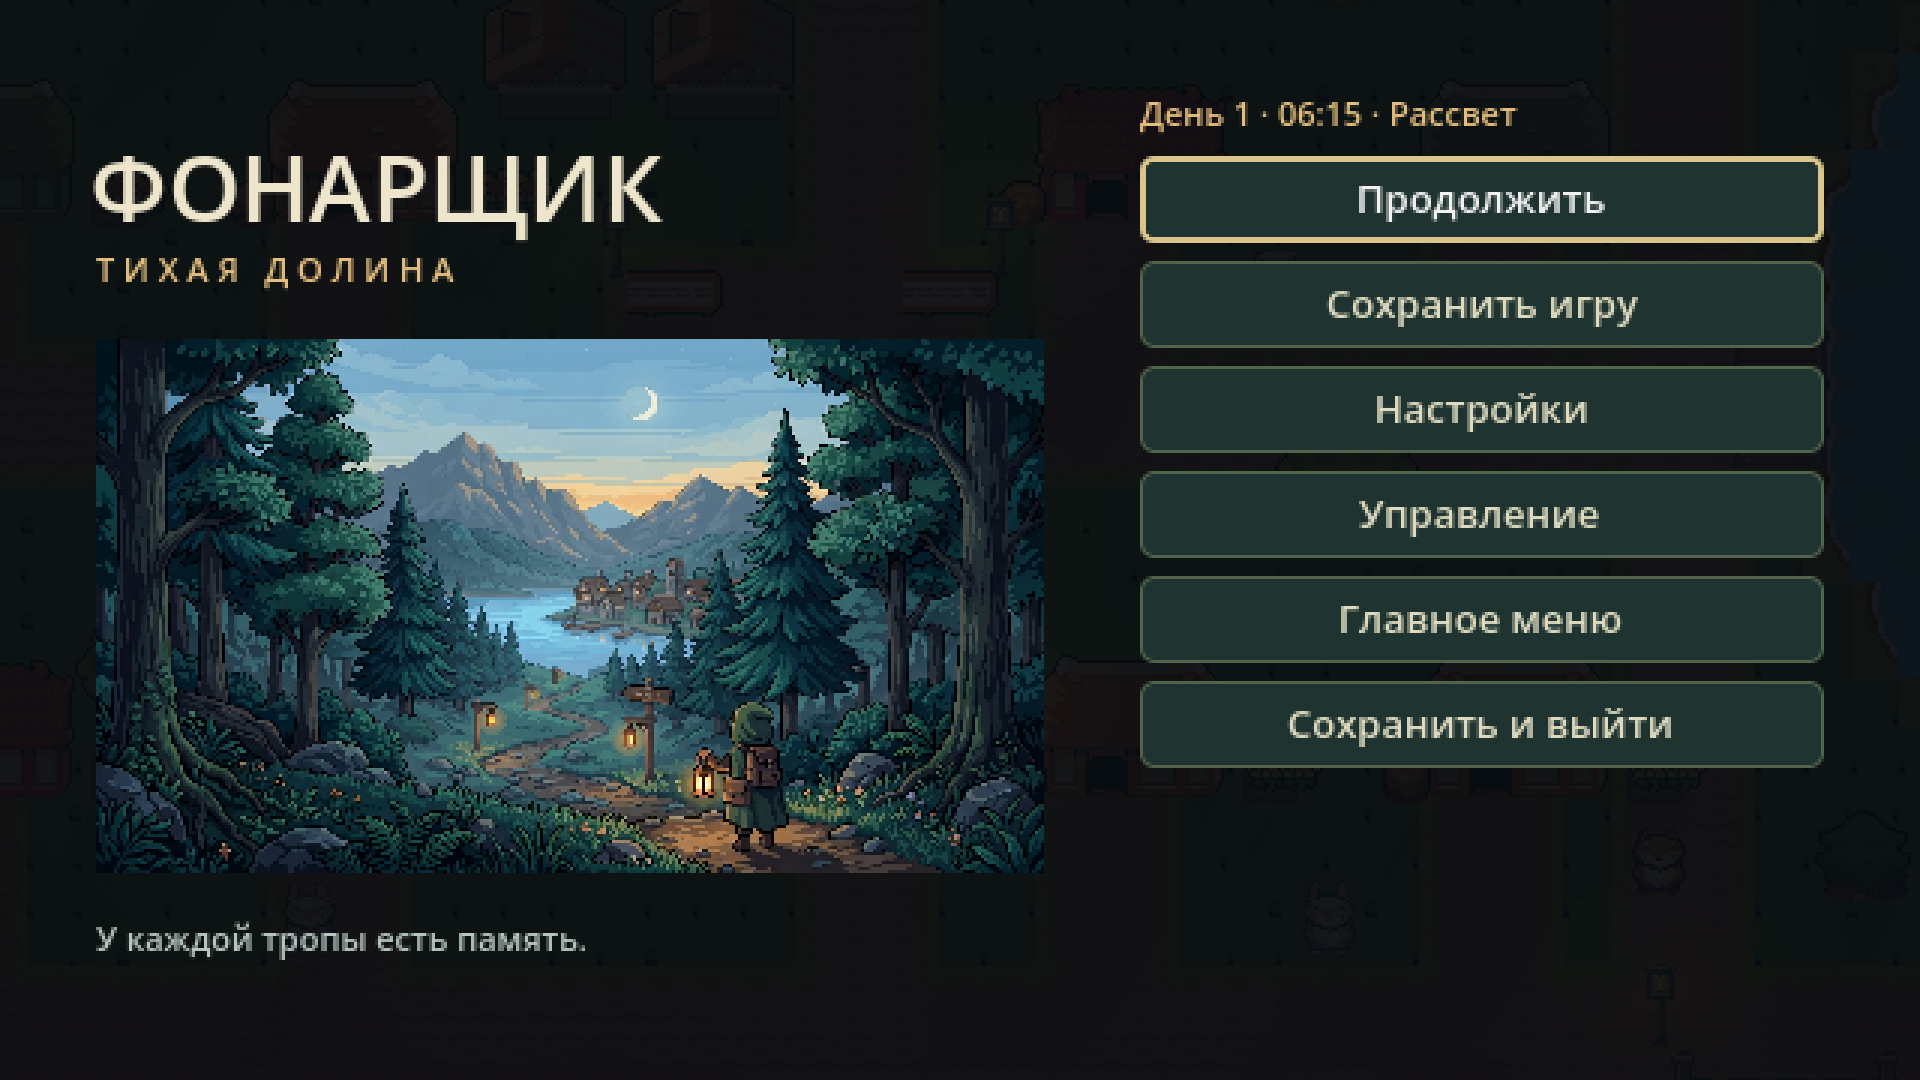 ФОНАРЩИК
ТИХАЯ ДОЛИНА
У каждой тропы есть память.
День 1 · 06:15 · Рассвет
Продолжить
Сохранить игру
Настройки
Управление
Главное меню
Сохранить и выйти